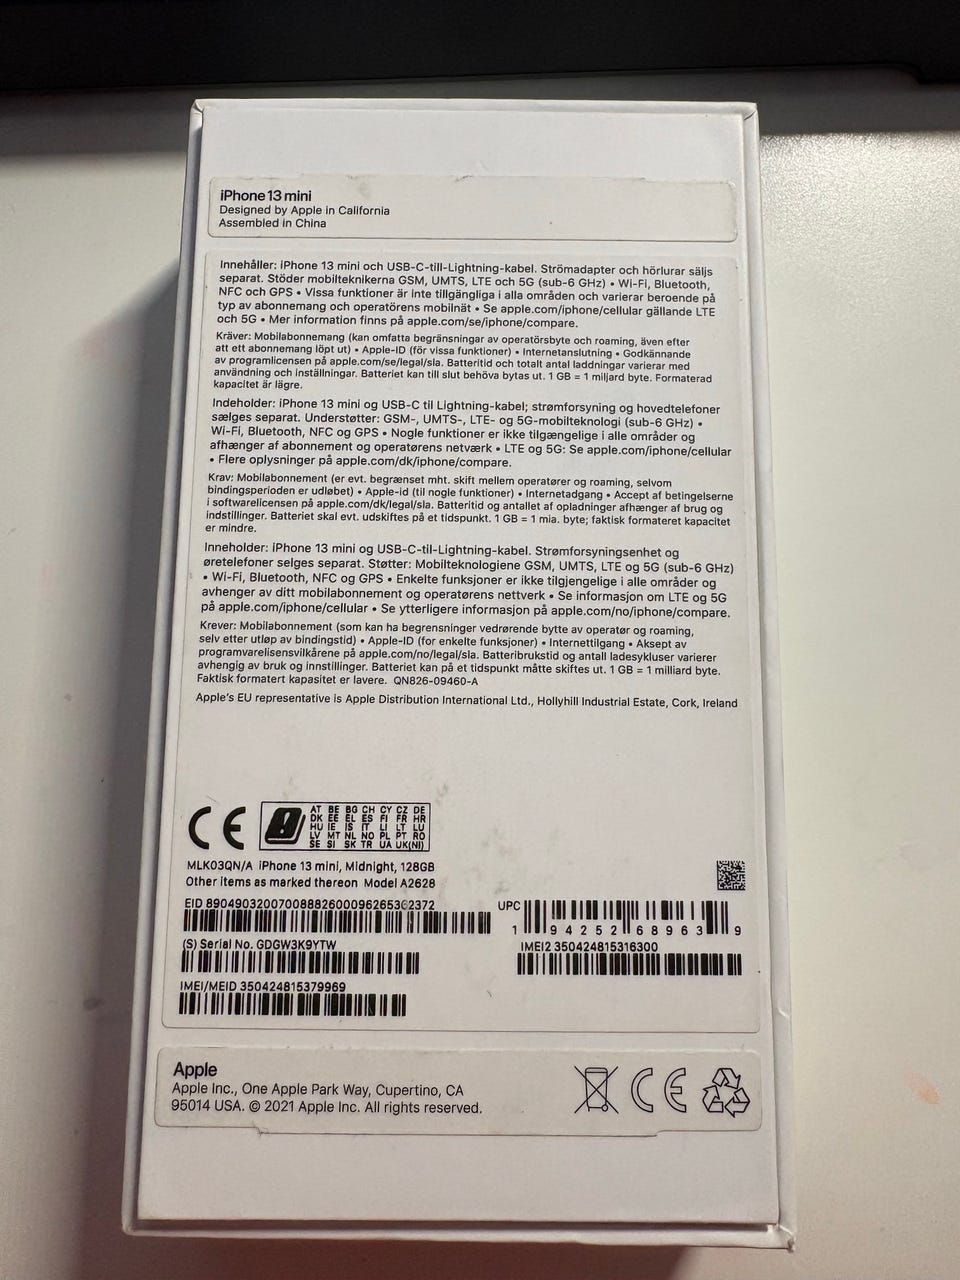 iPhone 13 mini
Designed by Apple in California
Assembled in China
Innehåller: iPhone 13 mini och USB-C-till-Lightning-kabel. Strömadapter och hörlurar säljs
separat. Stöder mobilteknikerna GSM, UMTS, LTE och 5G (sub-6 GHz) • Wi-Fi, Bluetooth,
NFC och GPS • Vissa funktioner är inte tillgängliga i alla områden och varierar beroende på
typ av abonnemang och operatörens mobilnät • Se apple.com/iphone/cellular gällande LTE
och 5G • Mer information finns på apple.com/se/iphone/compare.
Kräver: Mobilabonnemang (kan omfatta begränsningar av operatörsbyte och roaming, även efter
att ett abonnemang löpt ut) • Apple-ID (för vissa funktioner) • Internetanslutning • Godkännande
av programlicensen på apple.com/se/legal/sla. Batteritid och totalt antal laddningar varierar med
användning och inställningar. Batteriet kan till slut behöva bytas ut. 1 GB = 1 miljard byte. Formaterad
kapacitet är lägre.
Indeholder: iPhone 13 mini og USB-C til Lightning-kabel; strømforsyning og hovedtelefoner
sælges separat. Understøtter: GSM-, UMTS-, LTE- og 5G-mobilteknologi (sub-6 GHz) •
Wi-Fi, Bluetooth, NFC og GPS • Nogle funktioner er ikke tilgængelige i alle områder og
afhænger af abonnement og operatørens netværk • LTE og 5G: Se apple.com/iphone/cellular
• Flere oplysninger på apple.com/dk/iphone/compare.
Krav: Mobilabonnement (er evt. begrænset mht. skift mellem operatører og roaming, selvom
bindingsperioden er udløbet) • Apple-id (til nogle funktioner) • Internetadgang • Accept af betingelserne
i softwarelicensen på apple.com/dk/legal/sla. Batteritid og antallet af opladninger afhænger af brug og
indstillinger. Batteriet skal evt. udskiftes på et tidspunkt. 1 GB = 1 mia. byte; faktisk formateret kapacitet
er mindre.
Inneholder: iPhone 13 mini og USB-C-til-Lightning-kabel. Strømforsyningsenhet og
øretelefoner selges separat. Støtter: Mobilteknologiene GSM, UMTS, LTE og 5G (sub-6 GHz)
• Wi-Fi, Bluetooth, NFC og GPS • Enkelte funksjoner er ikke tilgjengelige i alle områder og
avhenger av ditt mobilabonnement og operatørens nettverk • Se informasjon om LTE og 5G
på apple.com/iphone/cellular • Se ytterligere informasjon på apple.com/no/iphone/compare.
Krever: Mobilabonnement (som kan ha begrensninger vedrørende bytte av operatør og roaming,
selv etter utløp av bindingstid) • Apple-ID (for enkelte funksjoner) • Internettilgang • Aksept av
programvarelisensvilkårene på apple.com/no/legal/sla. Batteribrukstid og antall ladesykluser varierer
avhengig av bruk og innstillinger. Batteriet kan på et tidspunkt måtte skiftes ut. 1 GB = 1 milliard byte.
Faktisk formatert kapasitet er lavere. QN826-09460-A
Apple's EU representative is Apple Distribution International Ltd., Hollyhill Industrial Estate, Cork, Ireland
CE
AT BE BG CH CY CZ DE
DK EE EL ES FI FR HR
HU IE IS IT LI LT LU
LV MT NL NO PL PT RO
SE SI SK TR UA UK(NI)
MLK03QN/A iPhone 13 mini, Midnight, 128GB
Other items as marked thereon Model A2628
EID 89049032007008882600096265302372
UPC
1 94252 68963 9
(S) Serial No. GDGW3K9YTW
IMEI2 350424815316300
IMEI/MEID 350424815379969
Apple
Apple Inc., One Apple Park Way, Cupertino, CA
95014 USA. © 2021 Apple Inc. All rights reserved.
CE